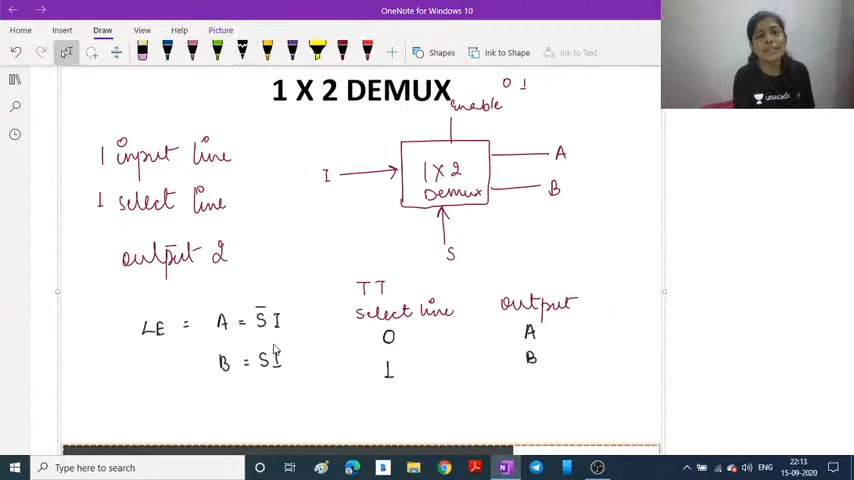 OneNote for Windows 10
Home Insert Draw View Help
Shapes Ink to Shape Ink to Text
1 X 2 DEMUX
enable 0 1
1 input line
1 select line
output 2
I
1 X 2
Demux
A
B
S
TT
select line output
0 A
1 B
LE = A = S̅ I
B = S I
unacademy
Type here to search
ENG
22:13
15-09-2020